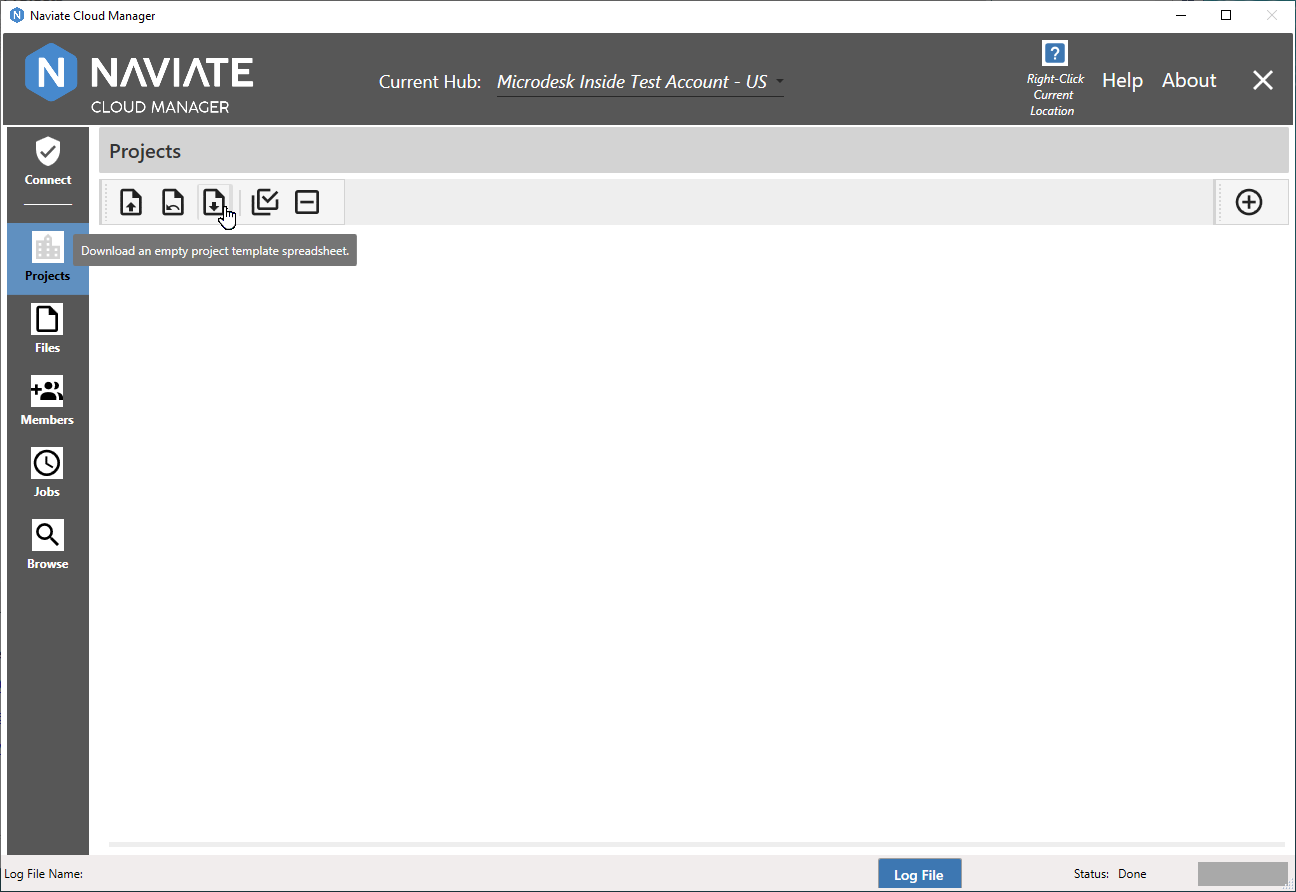 Naviate Cloud Manager
NAVIATE
CLOUD MANAGER
Current Hub: Microdesk Inside Test Account - US
?
Right-Click
Current
Location
Help
About
Connect
Projects
Files
Members
Jobs
Browse
Projects
Download an empty project template spreadsheet.
Log File Name:
Log File
Status: Done